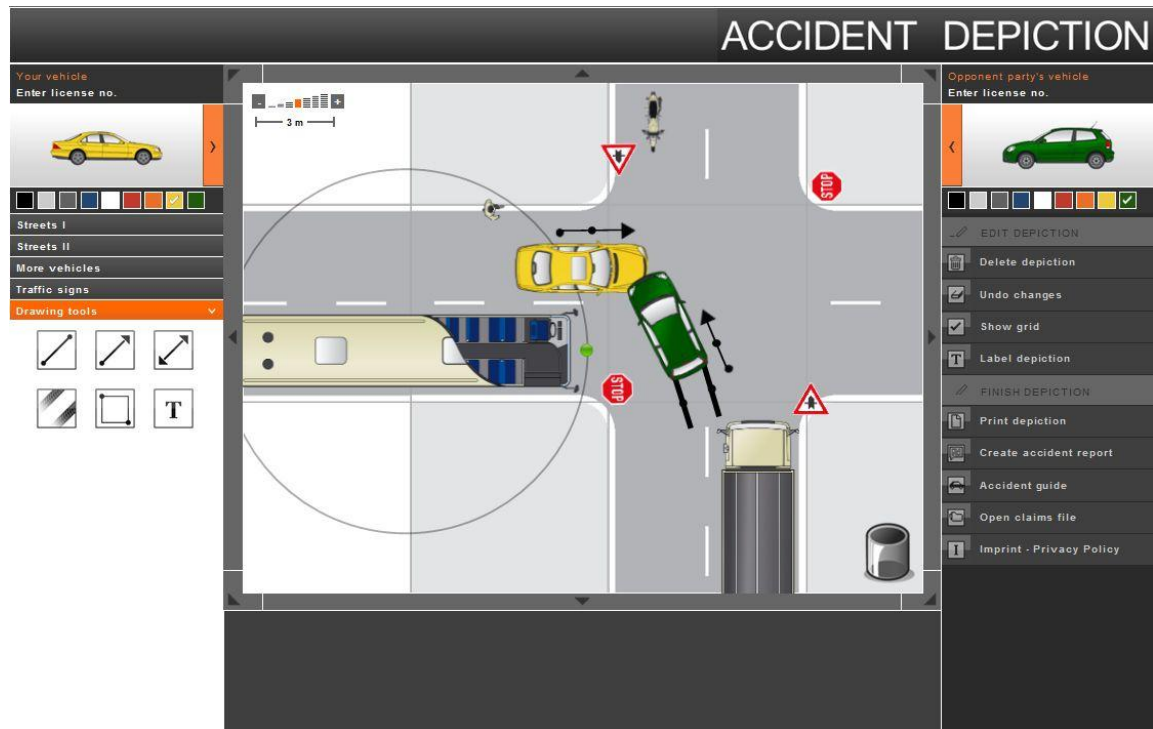 ACCIDENT DEPICTION
Your vehicle
Enter license no.
Streets I
Streets II
More vehicles
Traffic signs
Drawing tools
T
- +
3 m
STOP
STOP
Opponent party's vehicle
Enter license no.
EDIT DEPICTION
Delete depiction
Undo changes
Show grid
T Label depiction
FINISH DEPICTION
Print depiction
Create accident report
Accident guide
Open claims file
I Imprint - Privacy Policy